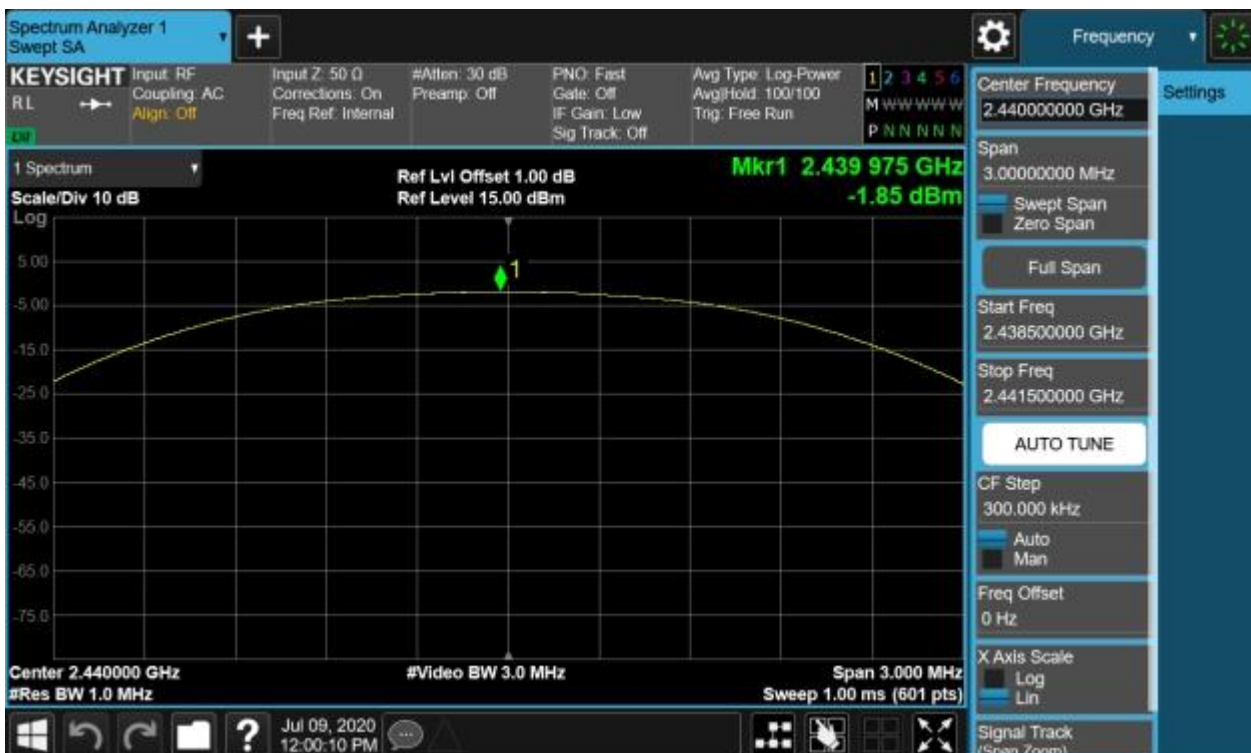 Spectrum Analyzer 1
Swept SA
+
Frequency
KEYSIGHT
RL
Input: RF
Coupling: AC
Align: Off
Input Z: 50 Ω
Corrections: On
Freq Ref: Internal
#Atten: 30 dB
Preamp: Off
PNO: Fast
Gate: Off
IF Gain: Low
Sig Track: Off
Avg Type: Log-Power
Avg|Hold: 100/100
Trig: Free Run
1 2 3 4 5 6
M W W W W W
P N N N N N
1 Spectrum
Scale/Div 10 dB
Ref Lvl Offset 1.00 dB
Ref Level 15.00 dBm
Mkr1 2.439 975 GHz
-1.85 dBm
Log
1
5.00
-5.00
-15.0
-25.0
-35.0
-45.0
-55.0
-65.0
-75.0
Center 2.440000 GHz
#Video BW 3.0 MHz
Span 3.000 MHz
#Res BW 1.0 MHz
Sweep 1.00 ms (601 pts)
?
Jul 09, 2020
12:00:10 PM
Center Frequency
2.440000000 GHz
Settings
Span
3.00000000 MHz
Swept Span
Zero Span
Full Span
Start Freq
2.438500000 GHz
Stop Freq
2.441500000 GHz
AUTO TUNE
CF Step
300.000 kHz
Auto
Man
Freq Offset
0 Hz
X Axis Scale
Log
Lin
Signal Track
(Span Zoom)